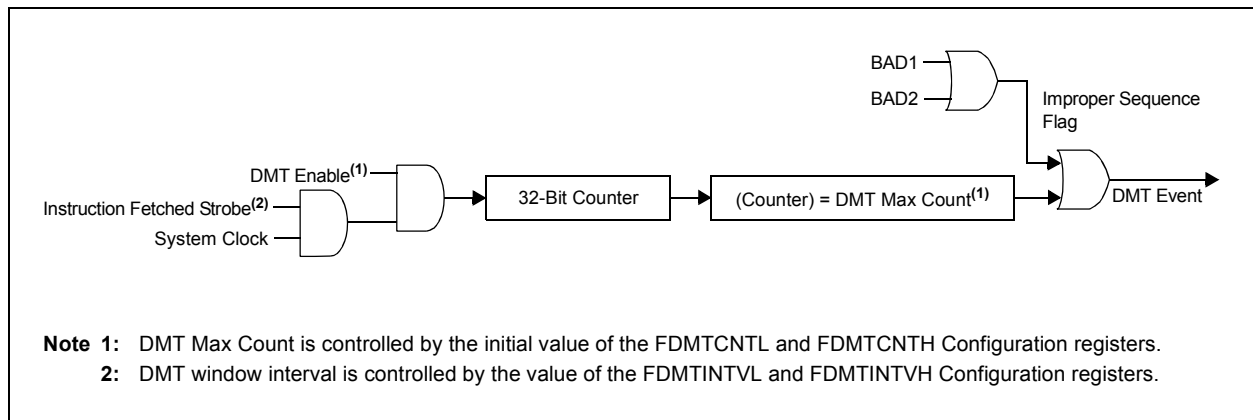 BAD1
BAD2
Improper Sequence
Flag
DMT Enable(1)
Instruction Fetched Strobe(2)
System Clock
32-Bit Counter
(Counter) = DMT Max Count(1)
DMT Event
Note 1: DMT Max Count is controlled by the initial value of the FDMTCNTL and FDMTCNTH Configuration registers.
2: DMT window interval is controlled by the value of the FDMTINTVL and FDMTINTVH Configuration registers.